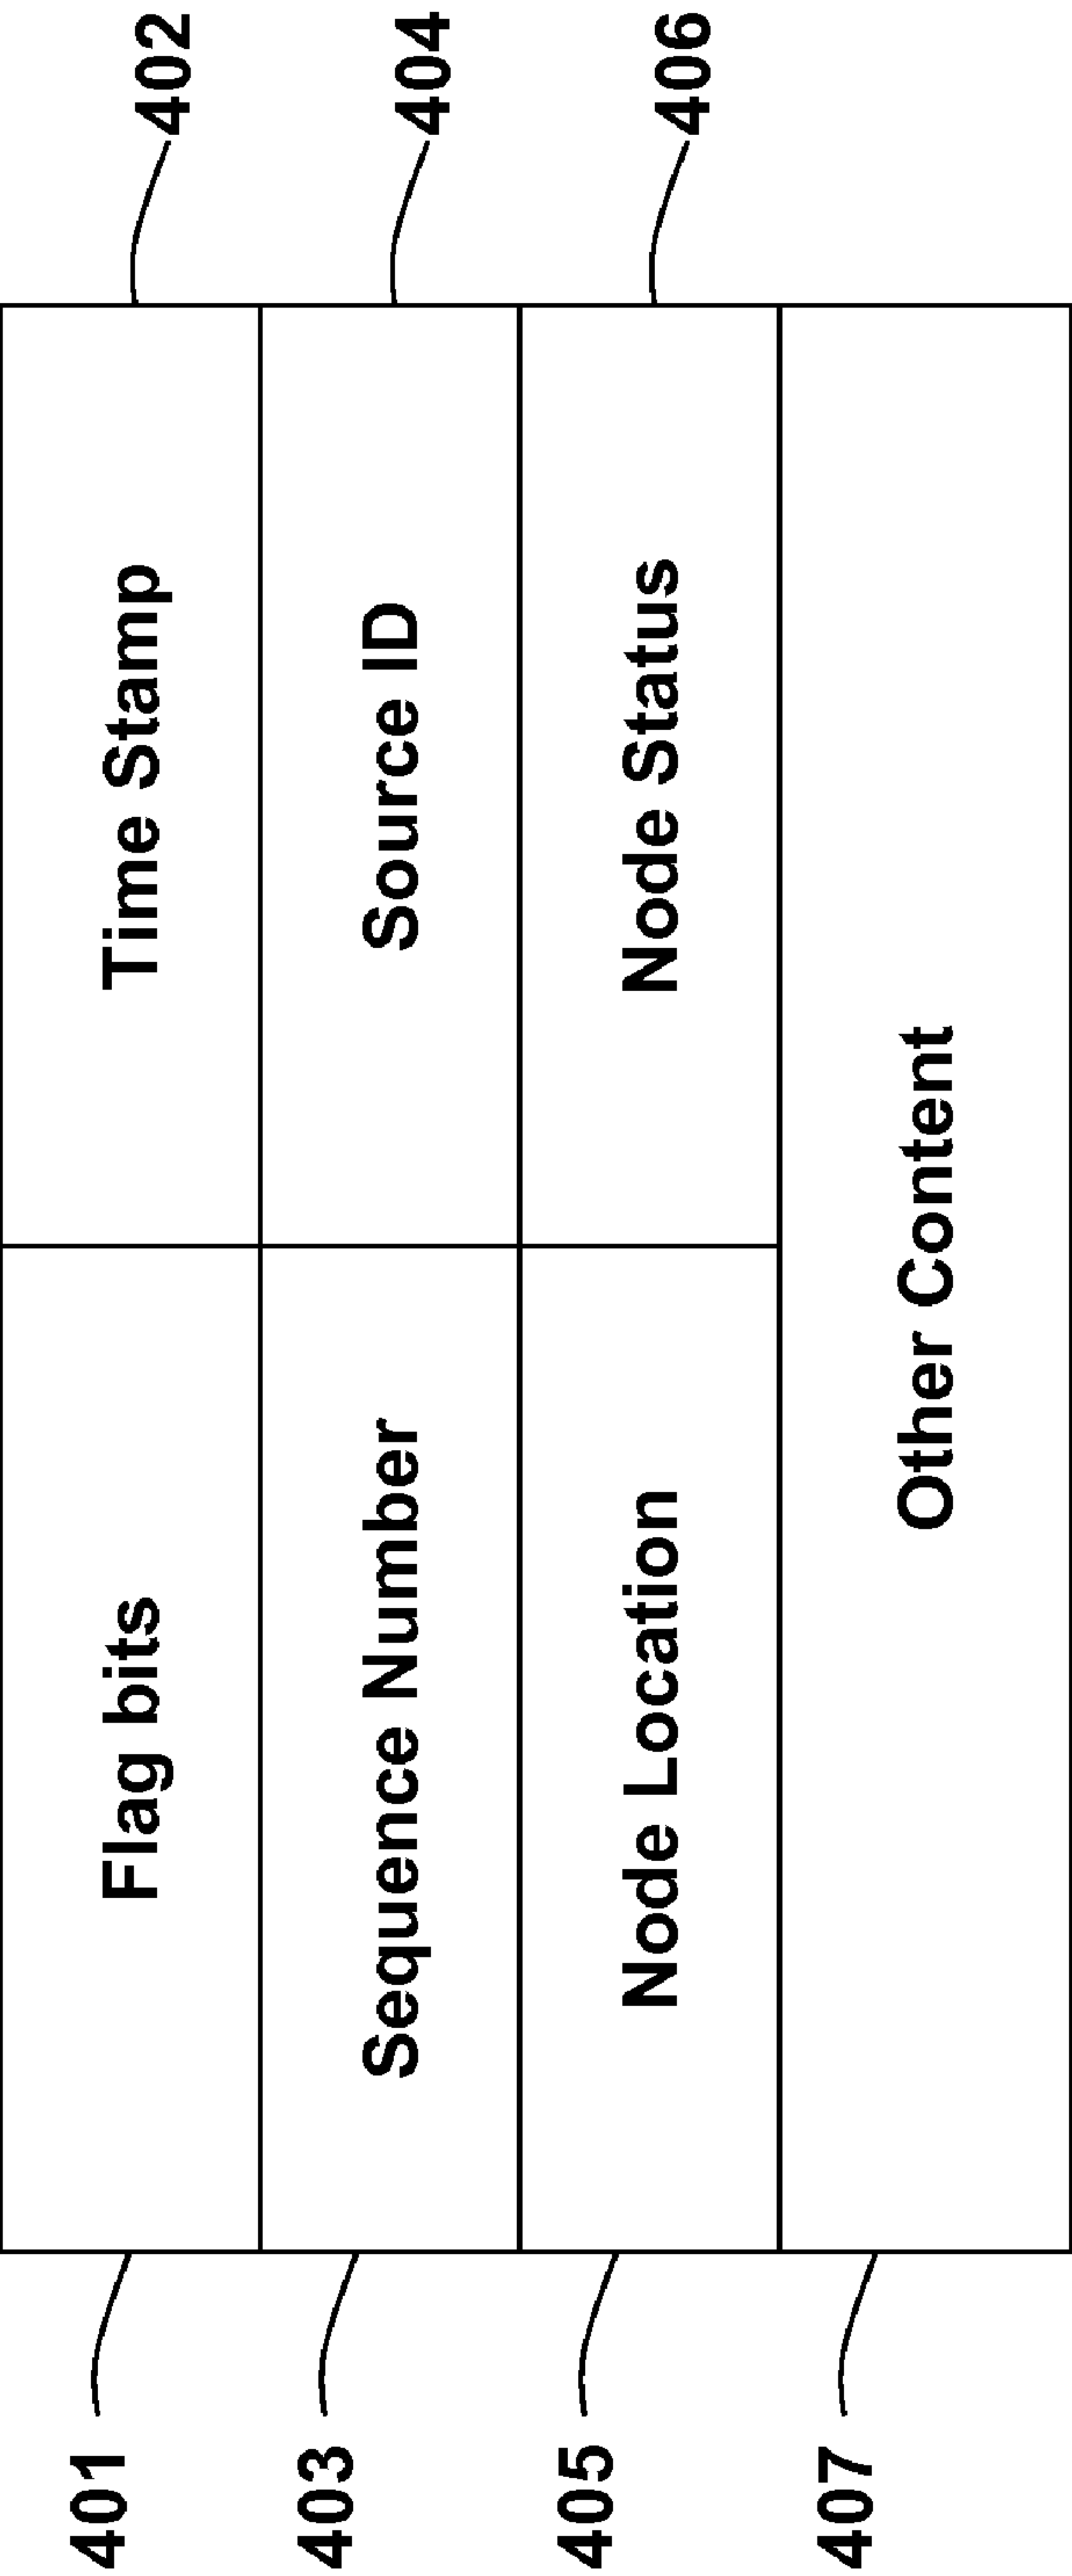 401 Flag bits Time Stamp 402
403 Sequence Number Source ID 404
405 Node Location Node Status 406
407 Other Content